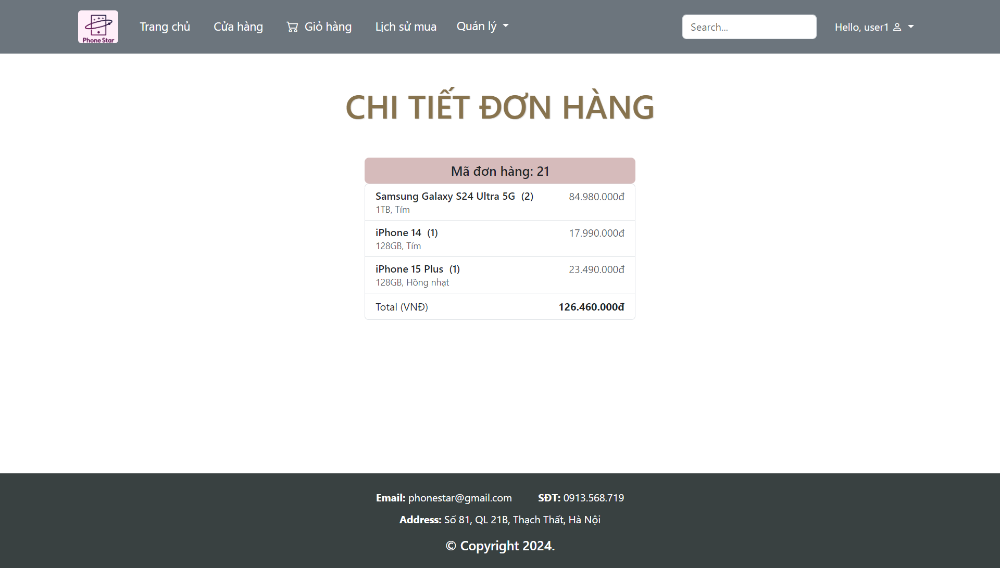 Phone Star
Trang chủ
Cửa hàng
Giỏ hàng
Lịch sử mua
Quản lý
Search...
Hello, user1
CHI TIẾT ĐƠN HÀNG
Mã đơn hàng: 21
Samsung Galaxy S24 Ultra 5G (2) 84.980.000đ
1TB, Tím
iPhone 14 (1) 17.990.000đ
128GB, Tím
iPhone 15 Plus (1) 23.490.000đ
128GB, Hồng nhạt
Total (VNĐ) 126.460.000đ
Email: phonestar@gmail.com SĐT: 0913.568.719
Address: Số 81, QL 21B, Thạch Thất, Hà Nội
© Copyright 2024.